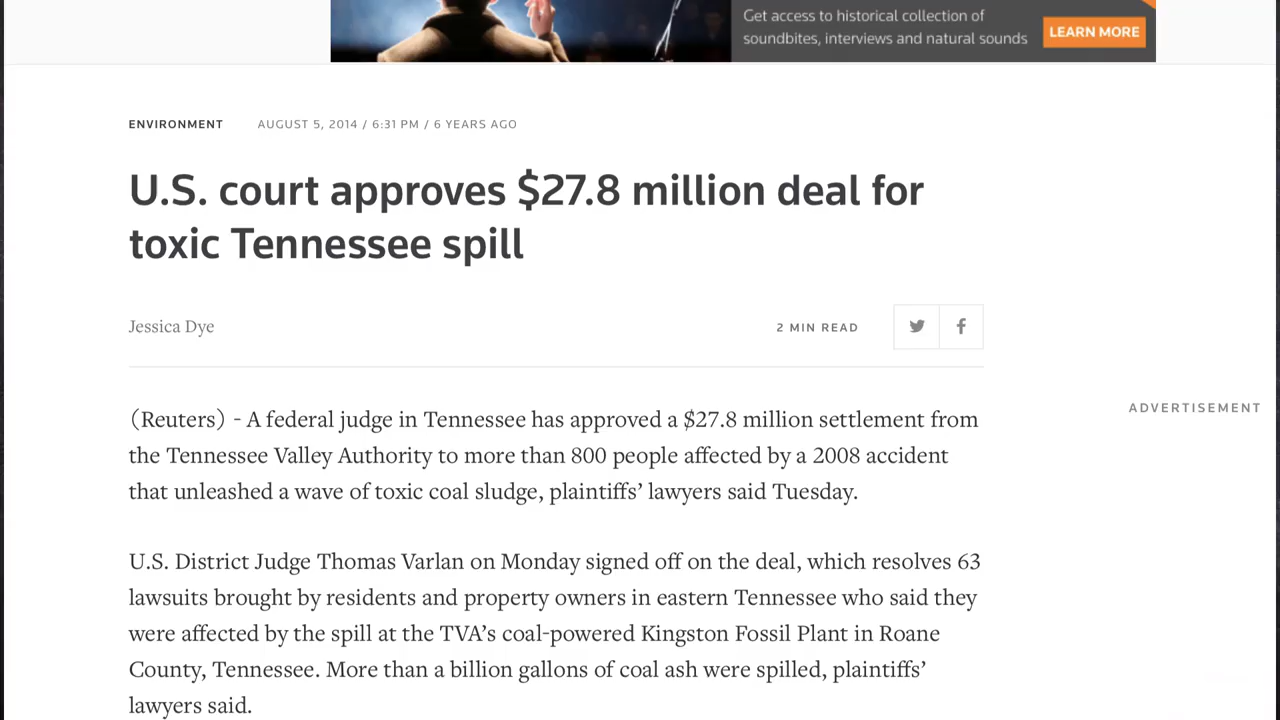 Get access to historical collection of
soundbites, interviews and natural sounds
LEARN MORE
ENVIRONMENT AUGUST 5, 2014 / 6:31 PM / 6 YEARS AGO
U.S. court approves $27.8 million deal for
toxic Tennessee spill
Jessica Dye
2 MIN READ
ADVERTISEMENT
(Reuters) - A federal judge in Tennessee has approved a $27.8 million settlement from
the Tennessee Valley Authority to more than 800 people affected by a 2008 accident
that unleashed a wave of toxic coal sludge, plaintiffs’ lawyers said Tuesday.
U.S. District Judge Thomas Varlan on Monday signed off on the deal, which resolves 63
lawsuits brought by residents and property owners in eastern Tennessee who said they
were affected by the spill at the TVA’s coal-powered Kingston Fossil Plant in Roane
County, Tennessee. More than a billion gallons of coal ash were spilled, plaintiffs’
lawyers said.